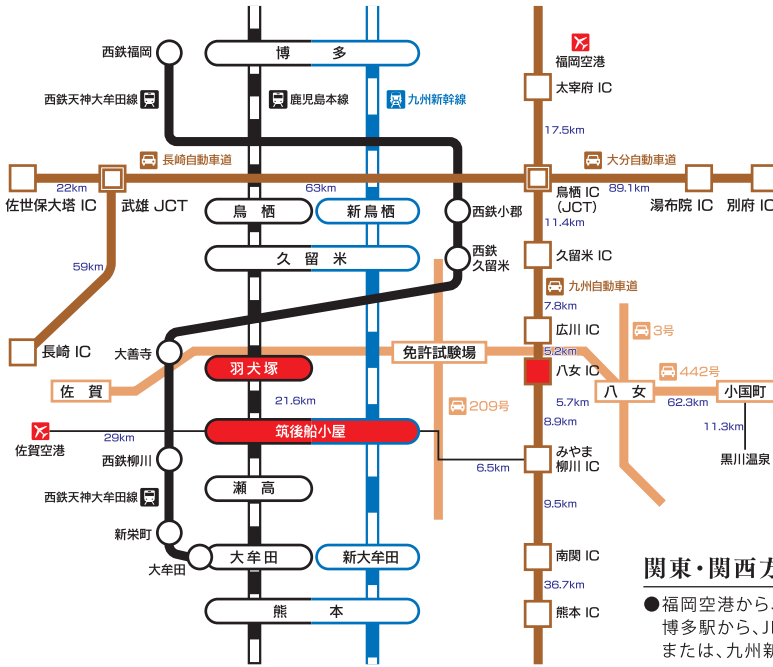 西鉄福岡
博 多
福岡空港
太宰府 IC
西鉄天神大牟田線
鹿児島本線
九州新幹線
17.5km
長崎自動車道
大分自動車道
22km
63km
89.1km
佐世保大塔 IC
武雄 JCT
鳥 栖
新鳥栖
西鉄小郡
鳥栖 IC
(JCT)
湯布院 IC
別府 IC
11.4km
西鉄
久留米
久 留 米
久留米 IC
59km
九州自動車道
7.8km
広川 IC
3号
長崎 IC
大善寺
免許試験場
5.2km
羽犬塚
八女 IC
442号
佐 賀
八 女
小国町
21.6km
209号
5.7km
62.3km
8.9km
11.3km
筑後船小屋
29km
佐賀空港
西鉄柳川
6.5km
みやま
柳川 IC
黒川温泉
西鉄天神大牟田線
瀬 高
9.5km
新栄町
大牟田
大牟田
新大牟田
南関 IC
36.7km
熊 本
熊本 IC
関東・関西方
●福岡空港から、
博多駅から、JR
または、九州新